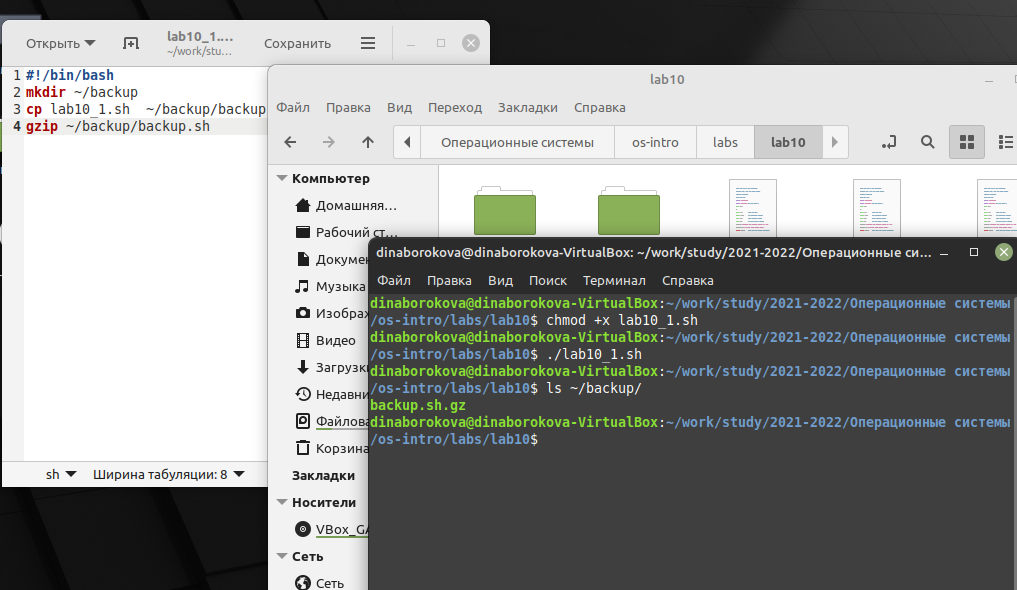 Открыть
lab10_1.…
~/work/stu…
Сохранить
1 #!/bin/bash
2 mkdir ~/backup
3 cp lab10_1.sh  ~/backup/backup
4 gzip ~/backup/backup.sh
sh
Ширина табуляции: 8
lab10
Файл Правка Вид Переход Закладки Справка
Операционные системы os-intro labs lab10
Компьютер
Домашняя…
Рабочий ст…
Докумен
Музыка
Изображ
Видео
Загрузки
Недавни
Файлова
Корзина
Закладки
Носители
VBox_GA
Сеть
Сеть
dinaborokova@dinaborokova-VirtualBox: ~/work/study/2021-2022/Операционные си…
Файл Правка Вид Поиск Терминал Справка
dinaborokova@dinaborokova-VirtualBox:~/work/study/2021-2022/Операционные системы
/os-intro/labs/lab10$ chmod +x lab10_1.sh
dinaborokova@dinaborokova-VirtualBox:~/work/study/2021-2022/Операционные системы
/os-intro/labs/lab10$ ./lab10_1.sh
dinaborokova@dinaborokova-VirtualBox:~/work/study/2021-2022/Операционные системы
/os-intro/labs/lab10$ ls ~/backup/
backup.sh.gz
dinaborokova@dinaborokova-VirtualBox:~/work/study/2021-2022/Операционные системы
/os-intro/labs/lab10$